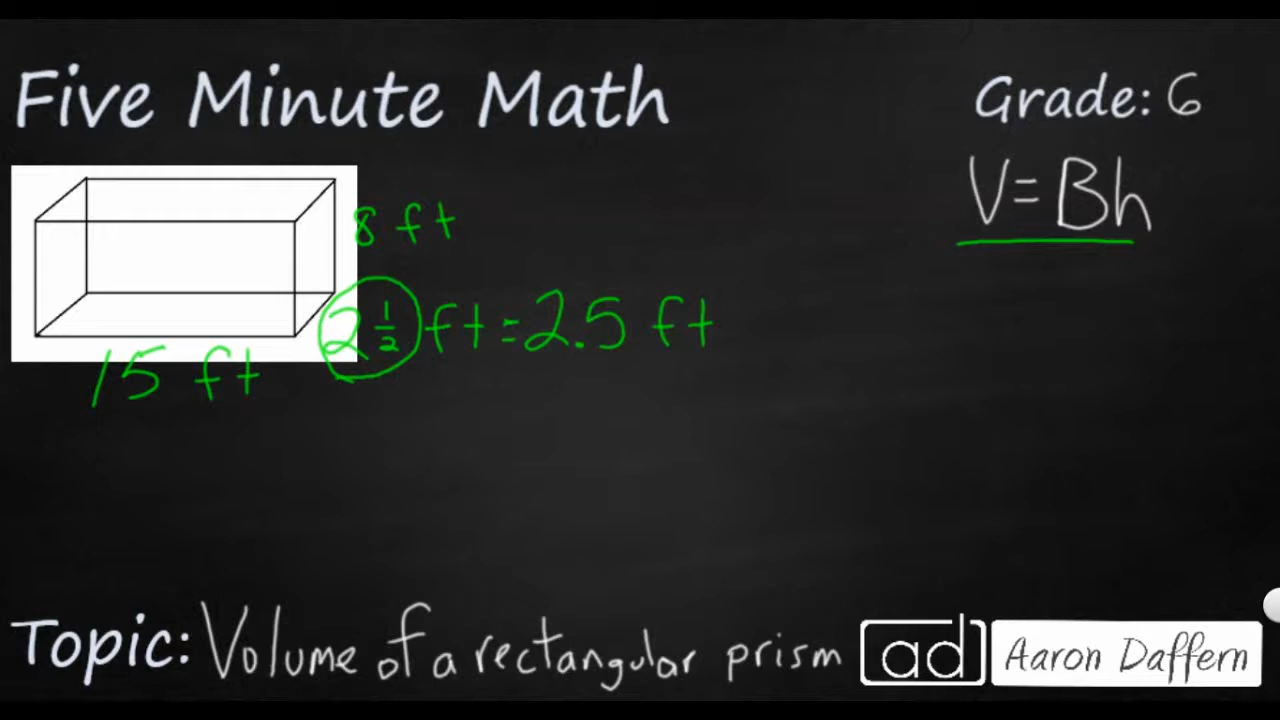 Five Minute Math
Grade: 6
V=Bh
8 ft
2 1/2 ft = 2.5 ft
15 ft
Topic: Volume of a rectangular prism
ad
Aaron Daffern